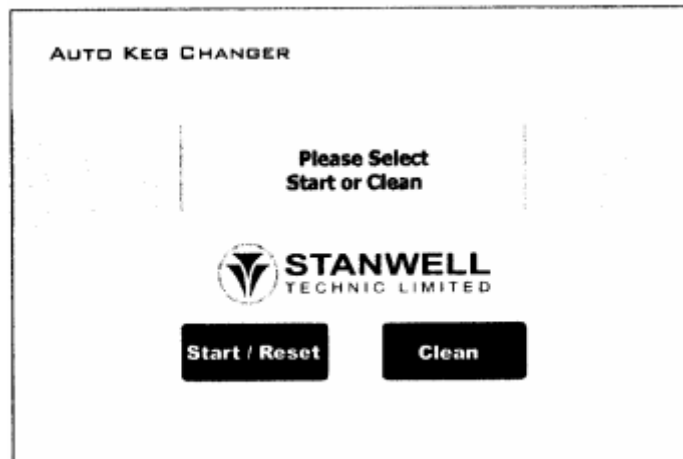 AUTO KEG CHANGER
Please Select
Start or Clean
STANWELL
TECHNIC LIMITED
Start / Reset
Clean